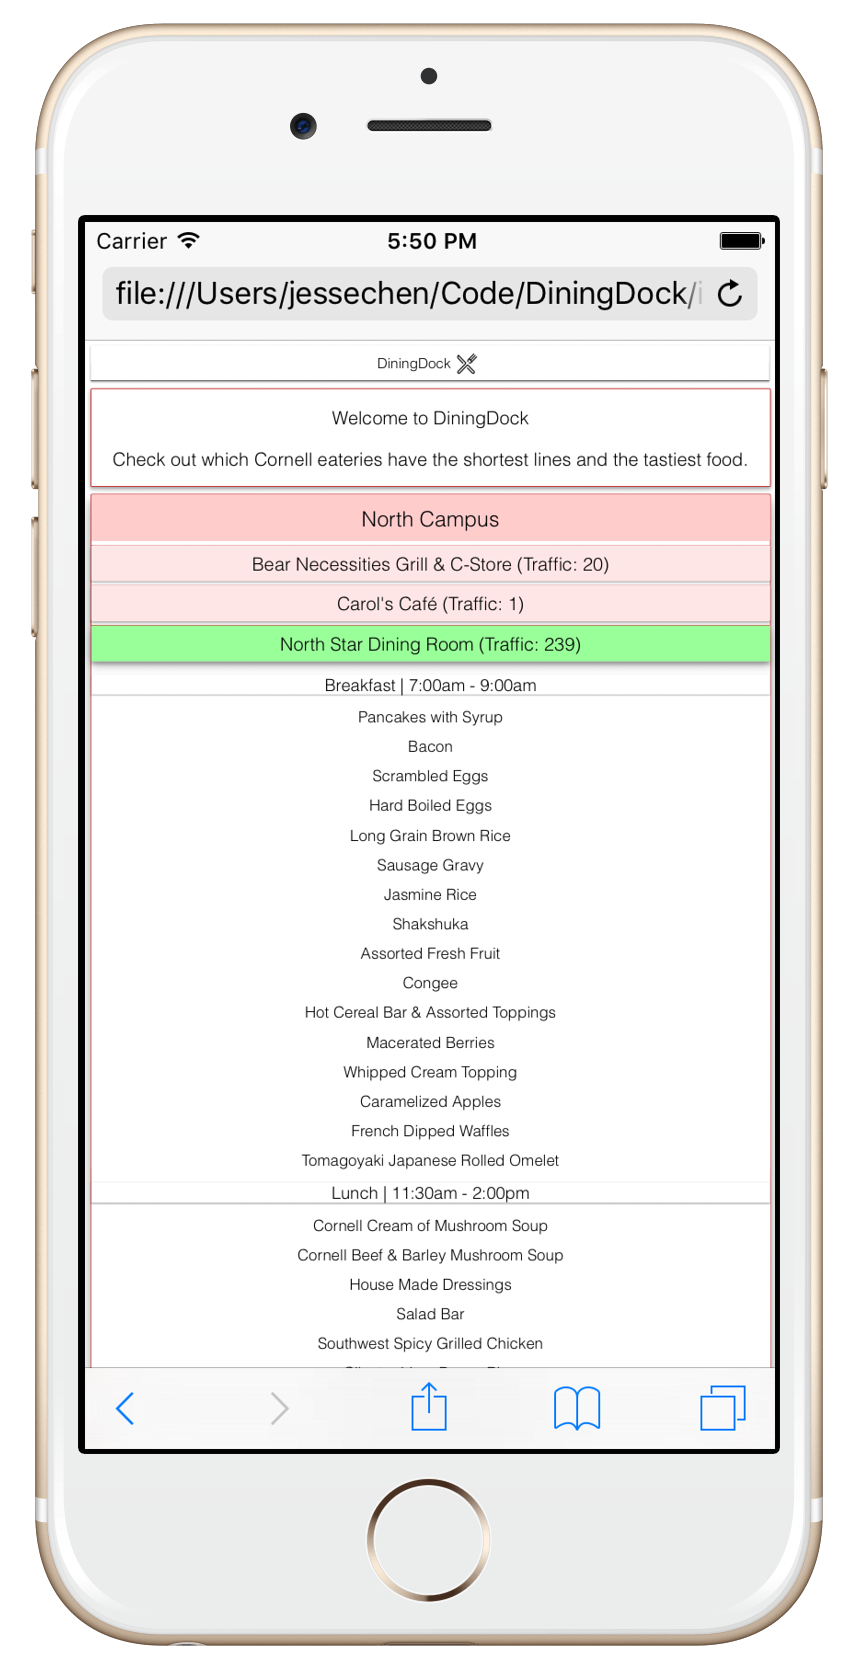 Carrier 5:50 PM
file:///Users/jessechen/Code/DiningDock/i
DiningDock
Welcome to DiningDock
Check out which Cornell eateries have the shortest lines and the tastiest food.
North Campus
Bear Necessities Grill & C-Store (Traffic: 20)
Carol's Café (Traffic: 1)
North Star Dining Room (Traffic: 239)
Breakfast | 7:00am - 9:00am
Pancakes with Syrup
Bacon
Scrambled Eggs
Hard Boiled Eggs
Long Grain Brown Rice
Sausage Gravy
Jasmine Rice
Shakshuka
Assorted Fresh Fruit
Congee
Hot Cereal Bar & Assorted Toppings
Macerated Berries
Whipped Cream Topping
Caramelized Apples
French Dipped Waffles
Tomagoyaki Japanese Rolled Omelet
Lunch | 11:30am - 2:00pm
Cornell Cream of Mushroom Soup
Cornell Beef & Barley Mushroom Soup
House Made Dressings
Salad Bar
Southwest Spicy Grilled Chicken